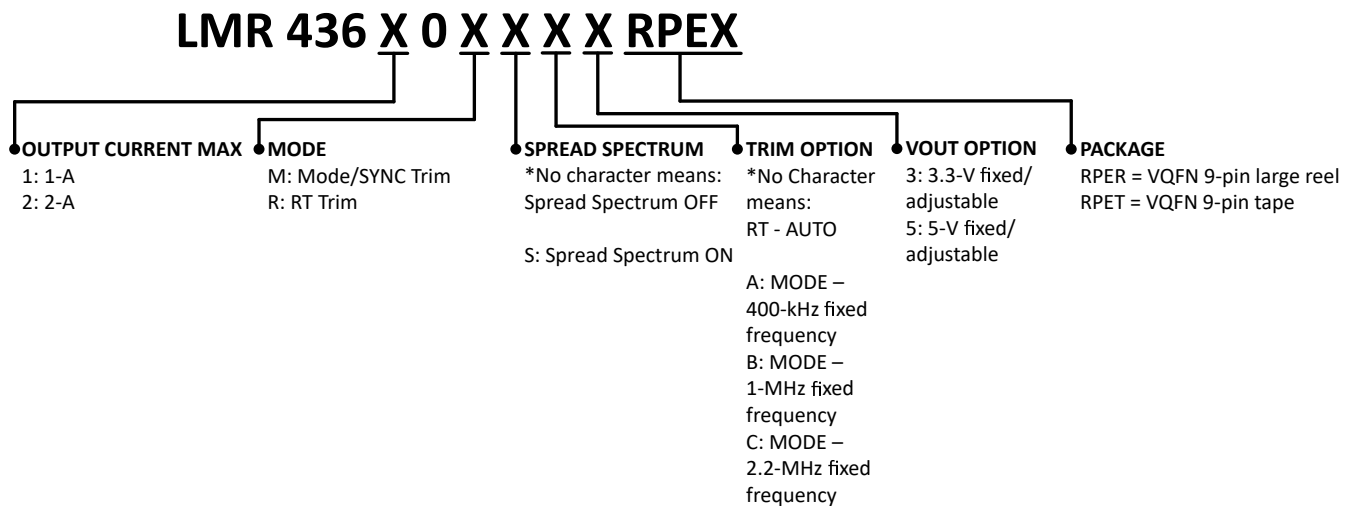 LMR 436 X 0 X X X X RPEX
OUTPUT CURRENT MAX
1: 1-A
2: 2-A
MODE
M: Mode/SYNC Trim
R: RT Trim
SPREAD SPECTRUM
*No character means:
Spread Spectrum OFF
S: Spread Spectrum ON
TRIM OPTION
*No Character
means:
RT - AUTO
A: MODE –
400-kHz fixed
frequency
B: MODE –
1-MHz fixed
frequency
C: MODE –
2.2-MHz fixed
frequency
VOUT OPTION
3: 3.3-V fixed/
adjustable
5: 5-V fixed/
adjustable
PACKAGE
RPER = VQFN 9-pin large reel
RPET = VQFN 9-pin tape